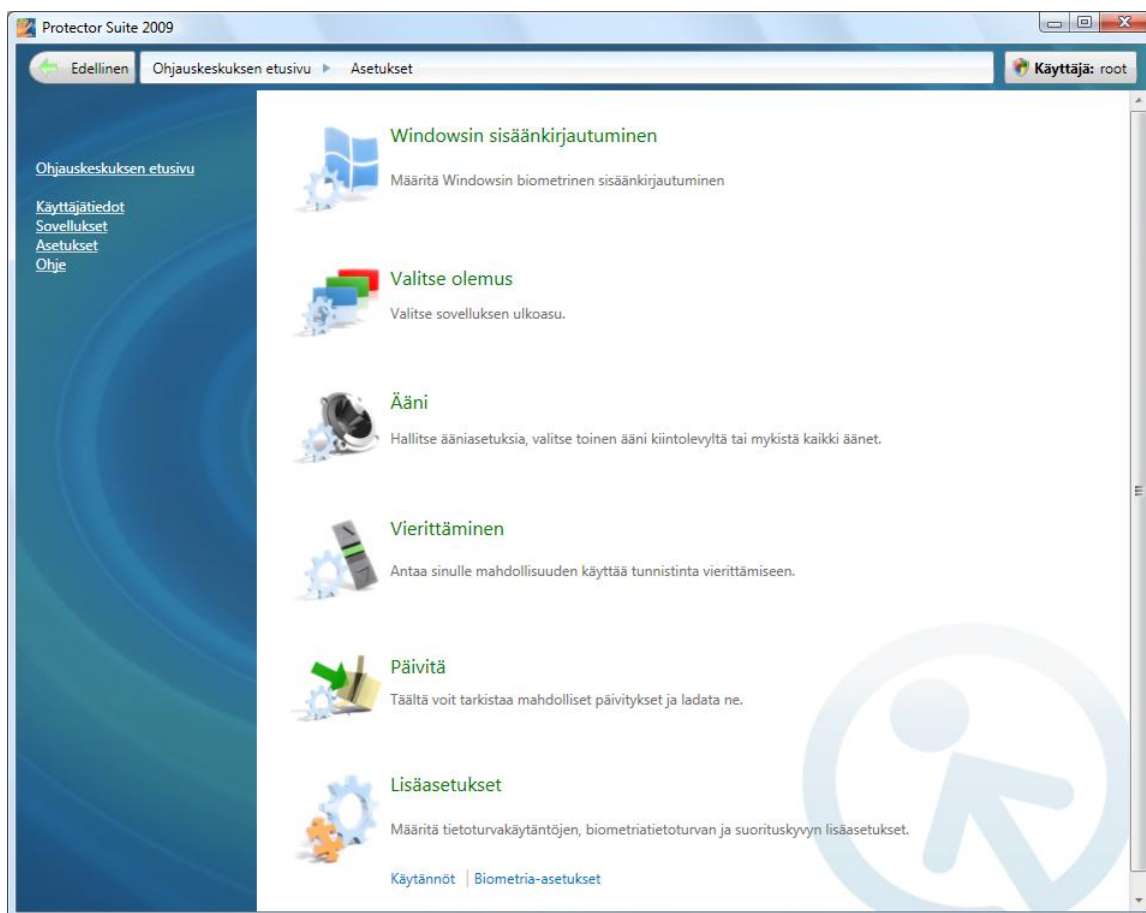 Protector Suite 2009
Edellinen
Ohjauskeskuksen etusivu
Asetukset
Käyttäjä: root
Ohjauskeskuksen etusivu
Käyttäjätiedot
Sovellukset
Asetukset
Ohje
Windowsin sisäänkirjautuminen
Määritä Windowsin biometrinen sisäänkirjautuminen
Valitse olemus
Valitse sovelluksen ulkoasu.
Ääni
Hallitse ääniasetuksia, valitse toinen ääni kiintolevyltä tai mykistä kaikki äänet.
Vierittäminen
Antaa sinulle mahdollisuuden käyttää tunnistinta vierittämiseen.
Päivitä
Täältä voit tarkistaa mahdolliset päivitykset ja ladata ne.
Lisäasetukset
Määritä tietoturvakäytäntöjen, biometriatietoturvan ja suorituskyvyn lisäasetukset.
Käytännöt | Biometria-asetukset